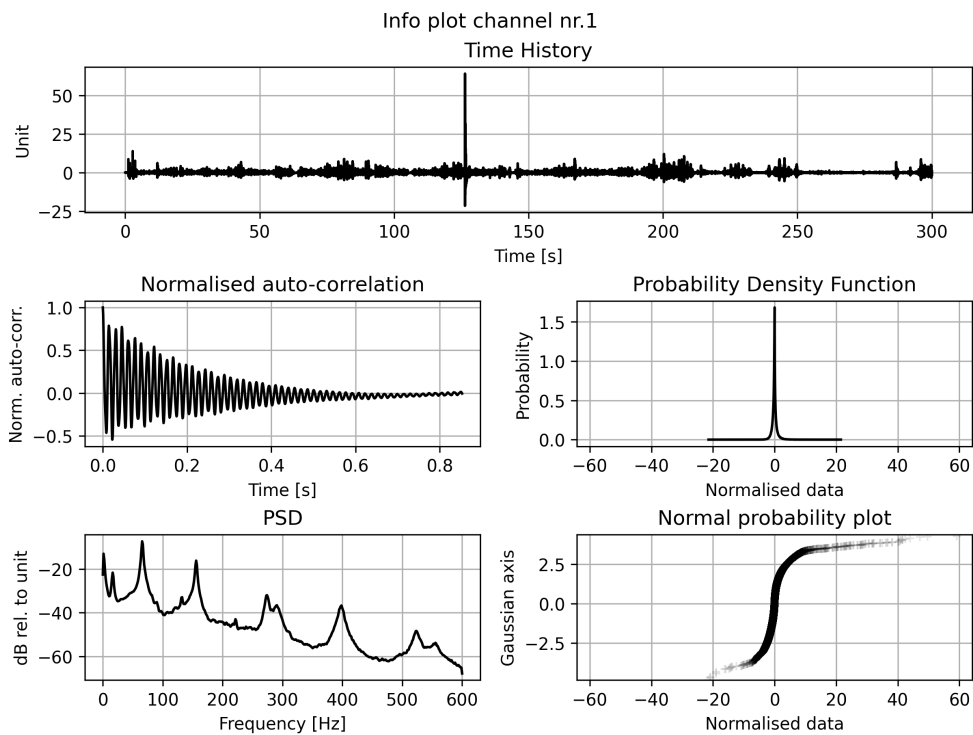 Info plot channel nr.1
Time History
Unit
50
25
0
−25
0 50 100 150 200 250 300
Time [s]
Normalised auto-correlation
Norm. auto-corr.
1.0
0.5
0.0
−0.5
0.0 0.2 0.4 0.6 0.8
Time [s]
Probability Density Function
Probability
1.5
1.0
0.5
0.0
−60 −40 −20 0 20 40 60
Normalised data
PSD
dB rel. to unit
−20
−40
−60
0 100 200 300 400 500 600
Frequency [Hz]
Normal probability plot
Gaussian axis
2.5
0.0
−2.5
−60 −40 −20 0 20 40 60
Normalised data